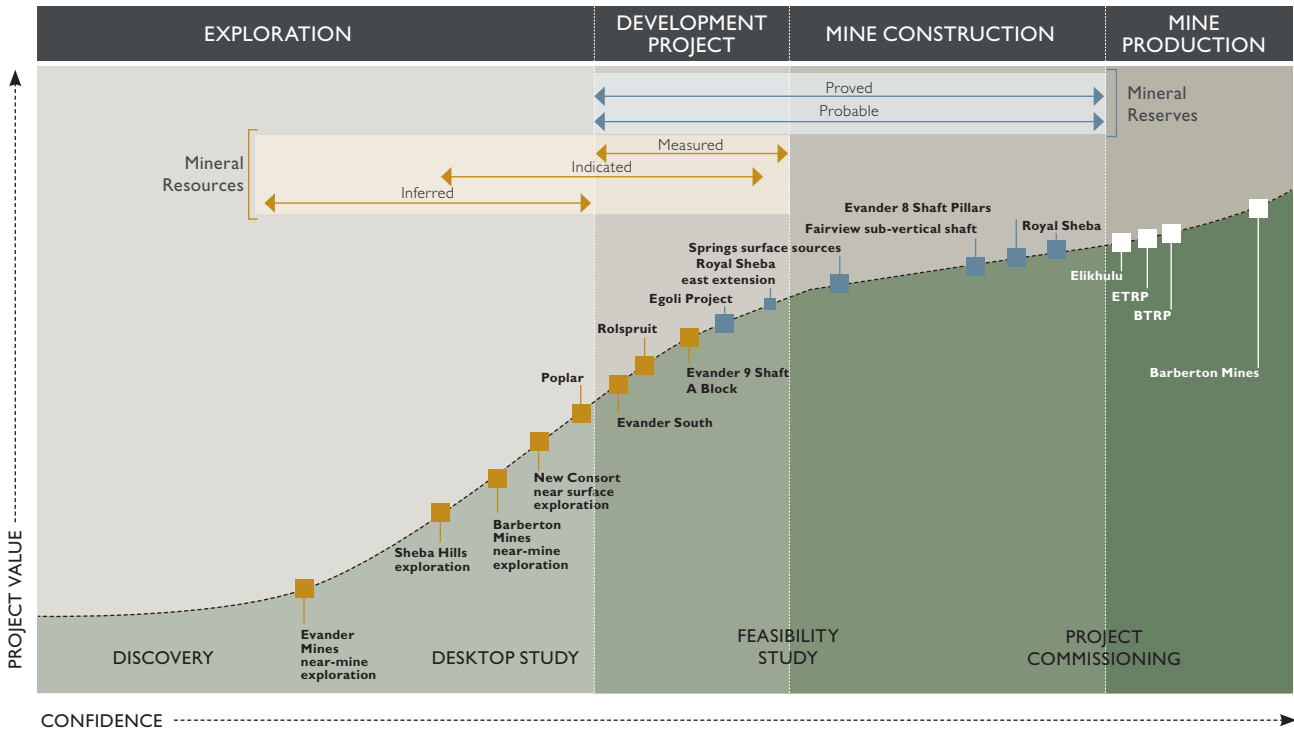 EXPLORATION
DEVELOPMENT
PROJECT
MINE CONSTRUCTION
MINE
PRODUCTION
Proved
Probable
Mineral
Reserves
Measured
Indicated
Inferred
Mineral
Resources
Evander 8 Shaft Pillars
Fairview sub-vertical shaft
Royal Sheba
Springs surface sources
Royal Sheba
east extension
Egoli Project
Rolspruit
Poplar
Elikhulu
ETRP
BTRP
Barberton Mines
Evander 9 Shaft
A Block
Evander South
New Consort
near surface
exploration
Barberton
Mines
near-mine
exploration
Sheba Hills
exploration
Evander
Mines
near-mine
exploration
DISCOVERY
DESKTOP STUDY
FEASIBILITY
STUDY
PROJECT
COMMISSIONING
PROJECT VALUE
CONFIDENCE